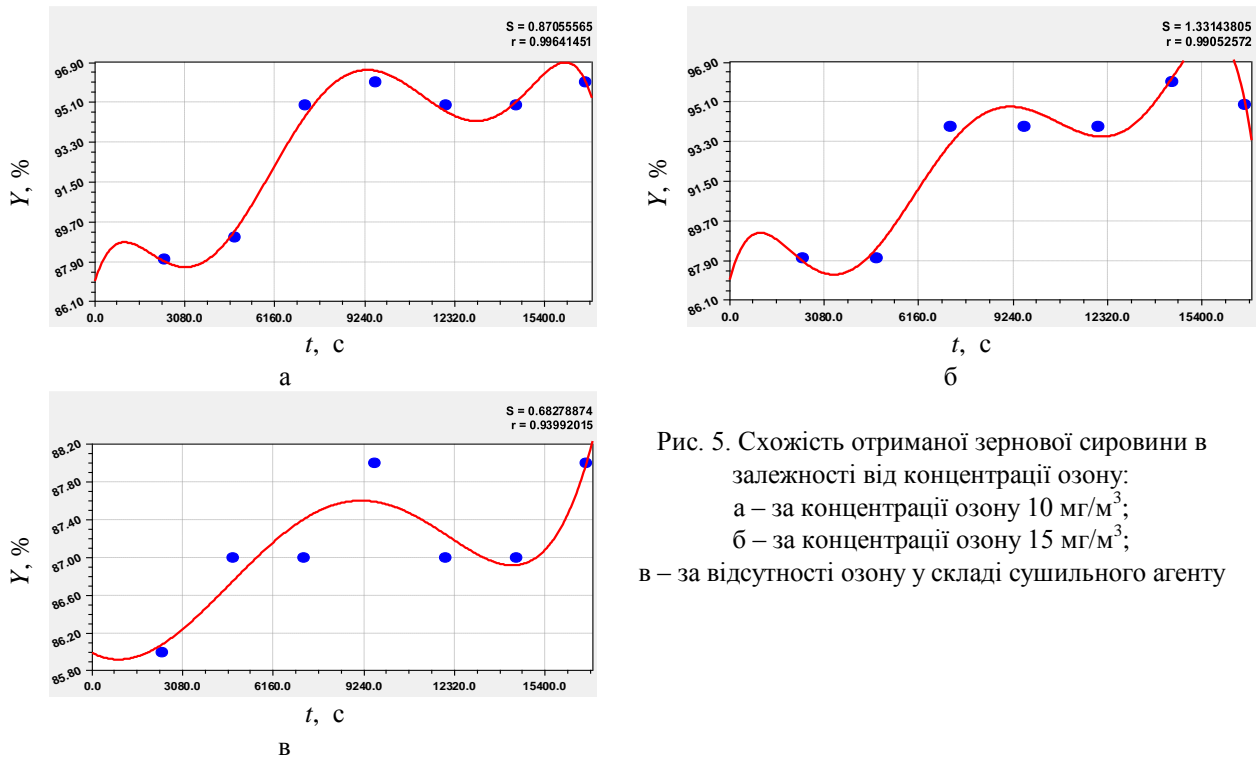 S = 0.87055565
r = 0.99641451
Y, %
96.90
95.10
93.30
91.50
89.70
87.90
86.10
0.0 3080.0 6160.0 9240.0 12320.0 15400.0
t, с
а
S = 1.33143805
r = 0.99052572
Y, %
96.90
95.10
93.30
91.50
89.70
87.90
86.10
0.0 3080.0 6160.0 9240.0 12320.0 15400.0
t, с
б
S = 0.68278874
r = 0.93992015
Y, %
88.20
87.80
87.40
87.00
86.60
86.20
85.80
0.0 3080.0 6160.0 9240.0 12320.0 15400.0
t, с
в
Рис. 5. Схожість отриманої зернової сировини в
залежності від концентрації озону:
а – за концентрації озону 10 мг/м³;
б – за концентрації озону 15 мг/м³;
в – за відсутності озону у складі сушильного агенту